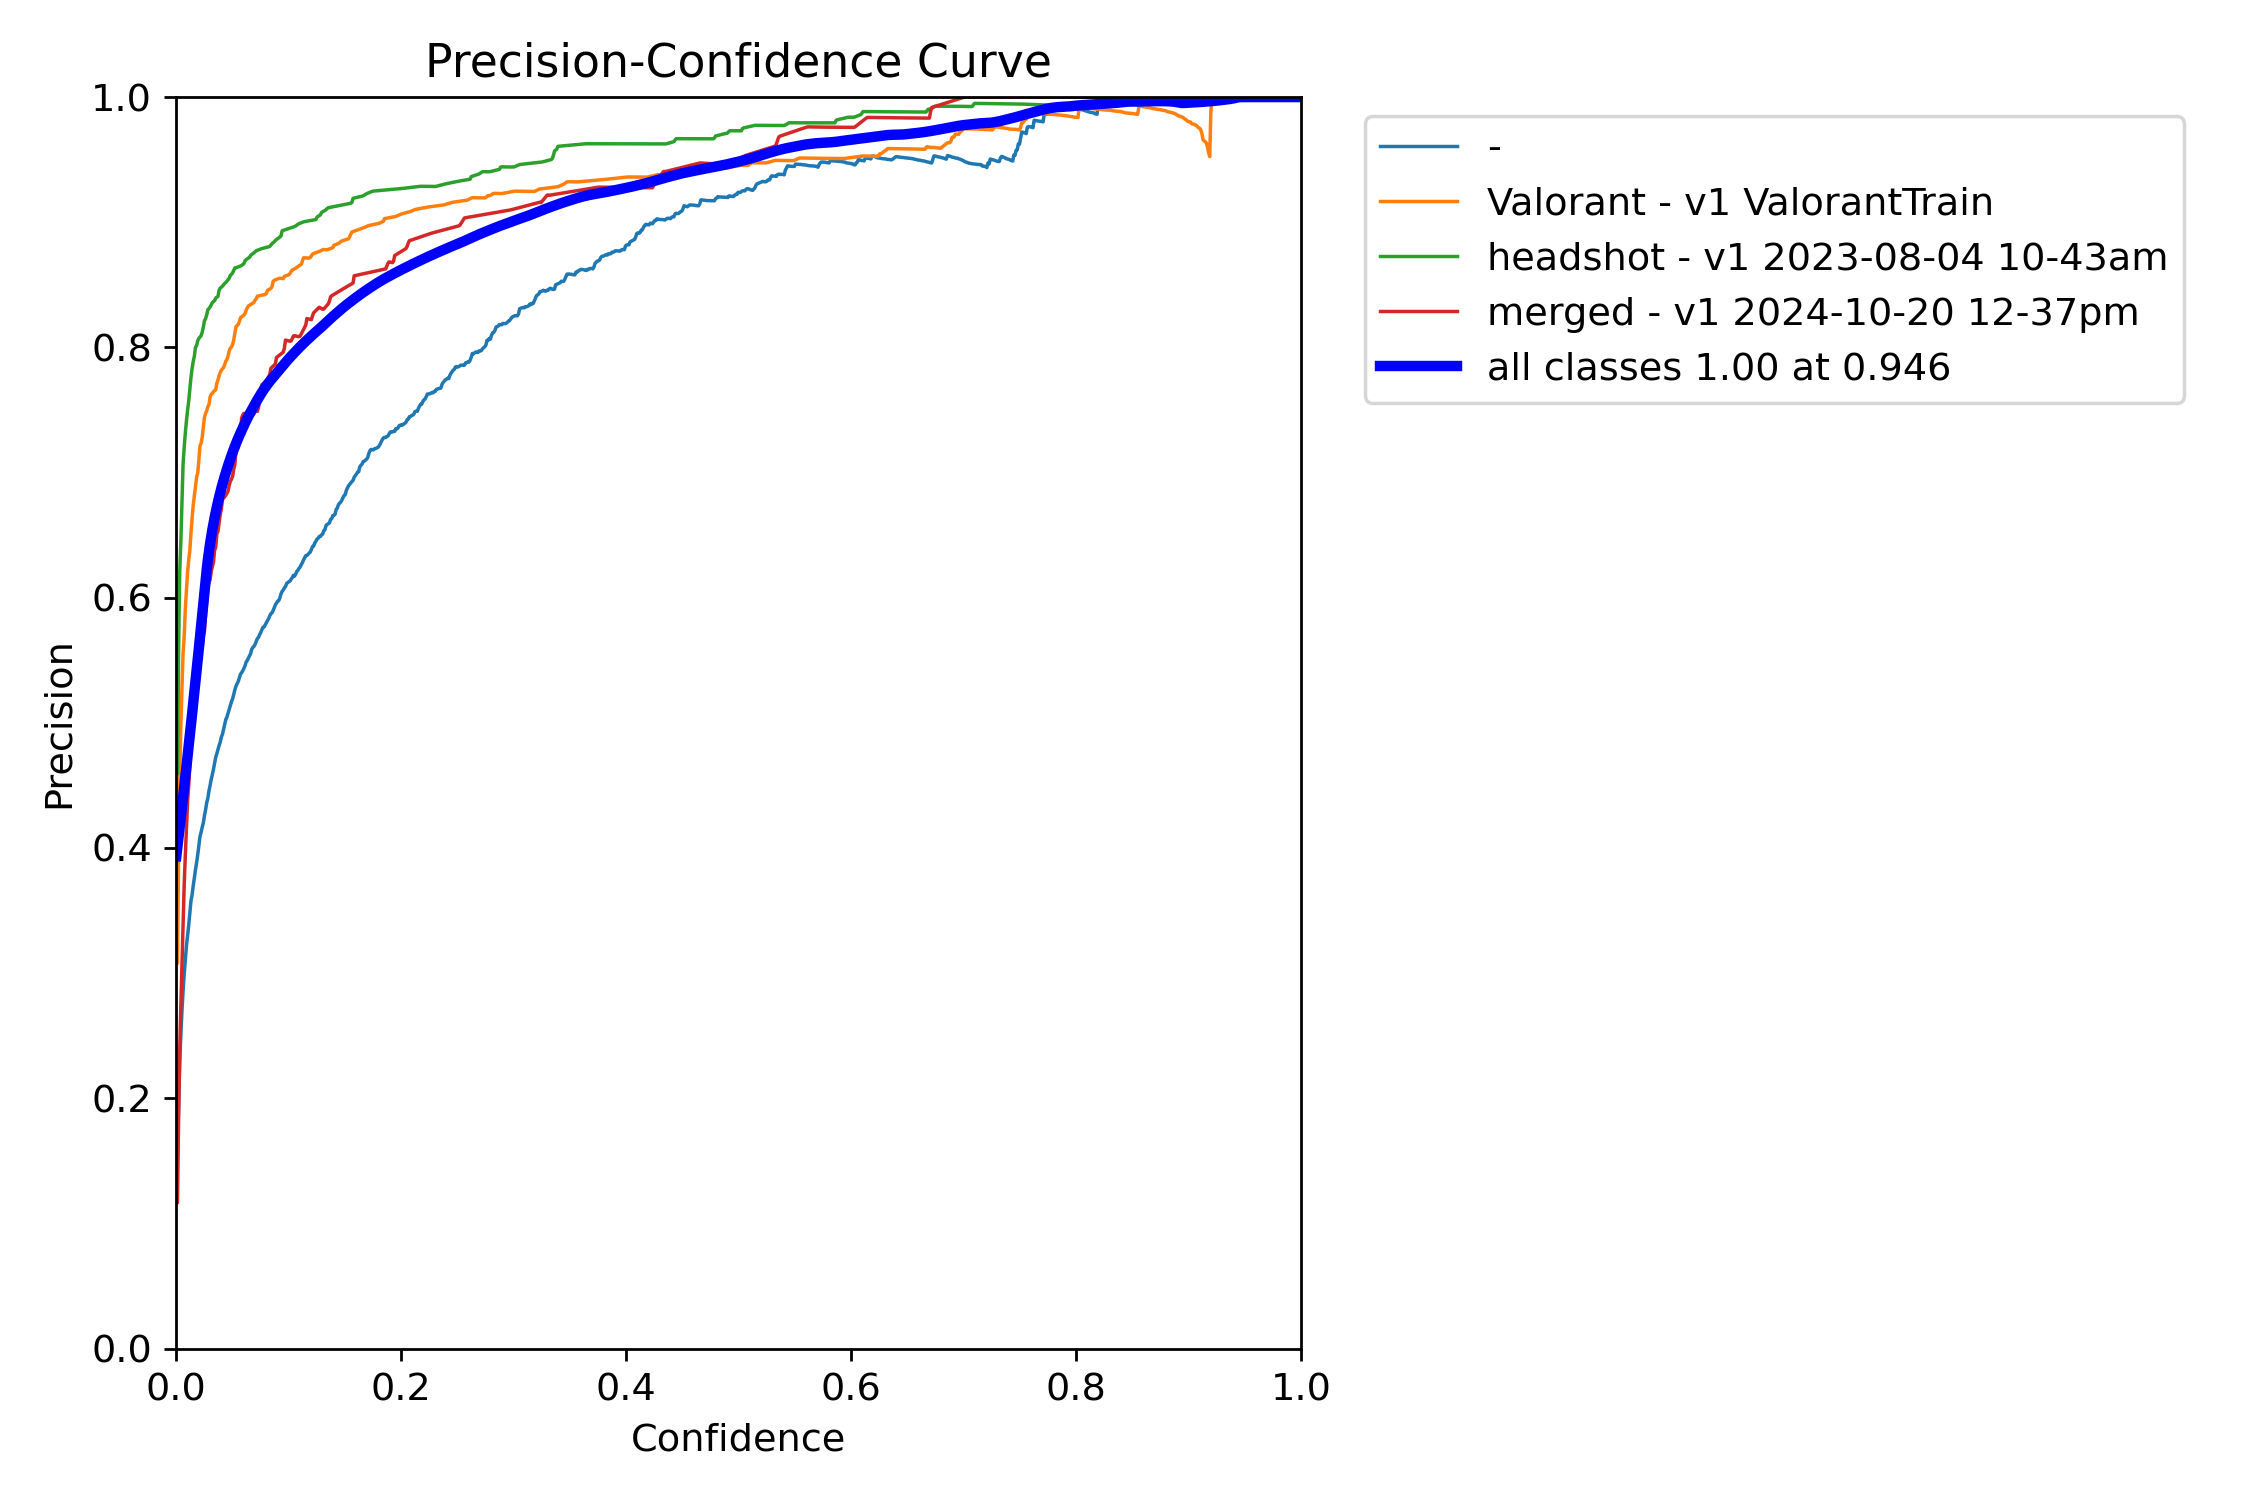 Precision-Confidence Curve
1.0
0.8
0.6
0.4
0.2
0.0
Precision
0.0 0.2 0.4 0.6 0.8 1.0
Confidence
-
Valorant - v1 ValorantTrain
headshot - v1 2023-08-04 10-43am
merged - v1 2024-10-20 12-37pm
all classes 1.00 at 0.946